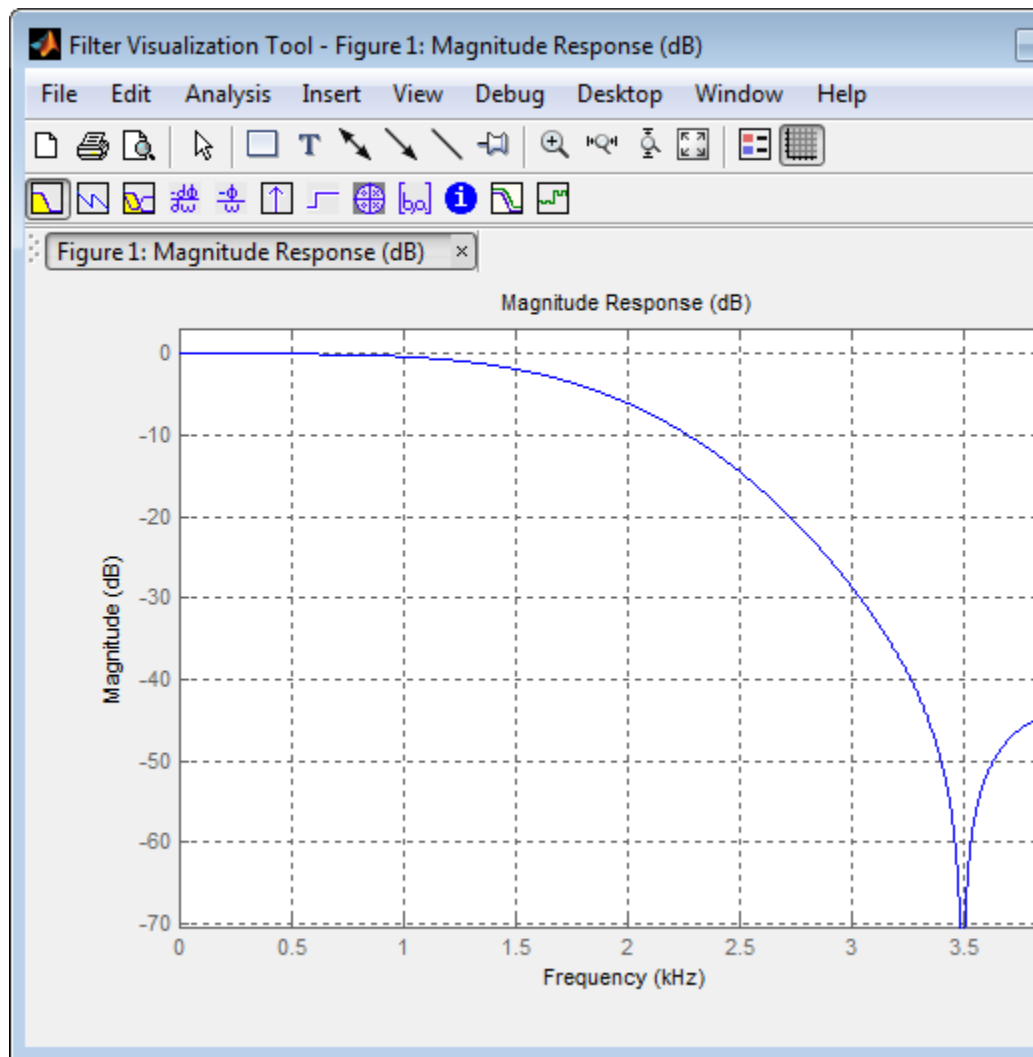 Filter Visualization Tool - Figure 1: Magnitude Response (dB)
File Edit Analysis Insert View Debug Desktop Window Help
T
-dϕ
dω
-ϕ
ω
[b,a]
i
Figure 1: Magnitude Response (dB) ×
Magnitude Response (dB)
Magnitude (dB)
0
-10
-20
-30
-40
-50
-60
-70
0 0.5 1 1.5 2 2.5 3 3.5
Frequency (kHz)